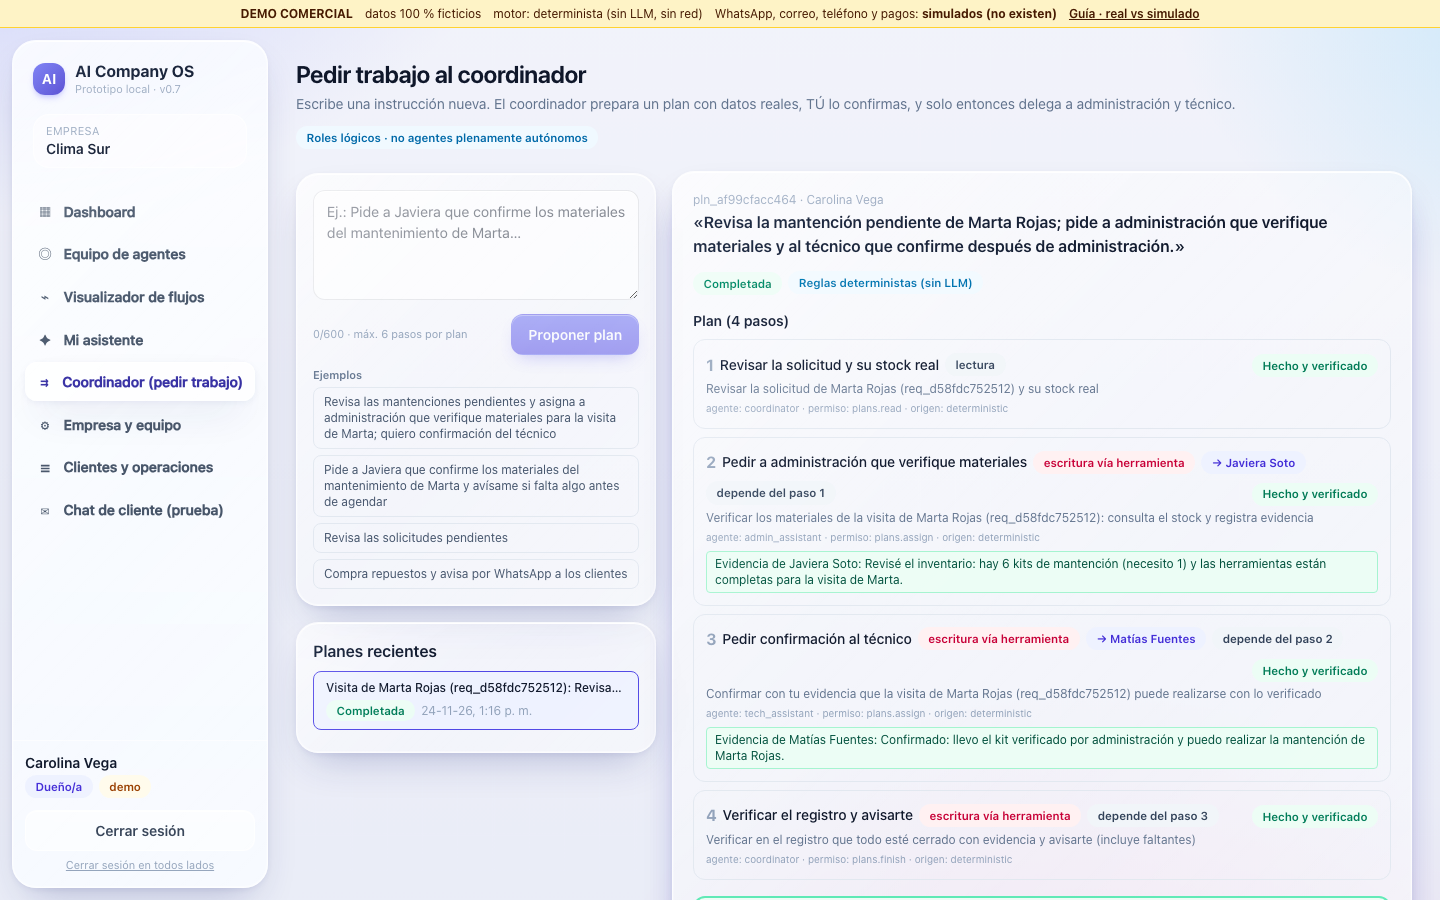 DEMO COMERCIAL datos 100 % ficticios motor: determinista (sin LLM, sin red) WhatsApp, correo, teléfono y pagos: simulados (no existen) Guía · real vs simulado
AI
AI Company OS
Prototipo local · v0.7
EMPRESA
Clima Sur
Dashboard
Equipo de agentes
Visualizador de flujos
Mi asistente
Coordinador (pedir trabajo)
Empresa y equipo
Clientes y operaciones
Chat de cliente (prueba)
Carolina Vega
Dueño/a demo
Cerrar sesión
Cerrar sesión en todos lados
Pedir trabajo al coordinador
Escribe una instrucción nueva. El coordinador prepara un plan con datos reales, TÚ lo confirmas, y solo entonces delega a administración y técnico.
Roles lógicos · no agentes plenamente autónomos
Ej.: Pide a Javiera que confirme los materiales
del mantenimiento de Marta...
0/600 · máx. 6 pasos por plan
Proponer plan
Ejemplos
Revisa las mantenciones pendientes y asigna a
administración que verifique materiales para la visita
de Marta; quiero confirmación del técnico
Pide a Javiera que confirme los materiales del
mantenimiento de Marta y avísame si falta algo antes
de agendar
Revisa las solicitudes pendientes
Compra repuestos y avisa por WhatsApp a los clientes
Planes recientes
Visita de Marta Rojas (req_d58fdc752512): Revisa...
Completada 24-11-26, 1:16 p. m.
pln_af99cfacc464 · Carolina Vega
«Revisa la mantención pendiente de Marta Rojas; pide a administración que verifique
materiales y al técnico que confirme después de administración.»
Completada Reglas deterministas (sin LLM)
Plan (4 pasos)
1 Revisar la solicitud y su stock real lectura Hecho y verificado
Revisar la solicitud de Marta Rojas (req_d58fdc752512) y su stock real
agente: coordinator · permiso: plans.read · origen: deterministic
2 Pedir a administración que verifique materiales escritura vía herramienta → Javiera Soto
depende del paso 1 Hecho y verificado
Verificar los materiales de la visita de Marta Rojas (req_d58fdc752512): consulta el stock y registra evidencia
agente: admin_assistant · permiso: plans.assign · origen: deterministic
Evidencia de Javiera Soto: Revisé el inventario: hay 6 kits de mantención (necesito 1) y las herramientas están
completas para la visita de Marta.
3 Pedir confirmación al técnico escritura vía herramienta → Matías Fuentes depende del paso 2
Hecho y verificado
Confirmar con tu evidencia que la visita de Marta Rojas (req_d58fdc752512) puede realizarse con lo verificado
agente: tech_assistant · permiso: plans.assign · origen: deterministic
Evidencia de Matías Fuentes: Confirmado: llevo el kit verificado por administración y puedo realizar la mantención de
Marta Rojas.
4 Verificar el registro y avisarte escritura vía herramienta depende del paso 3 Hecho y verificado
Verificar en el registro que todo esté cerrado con evidencia y avisarte (incluye faltantes)
agente: coordinator · permiso: plans.finish · origen: deterministic